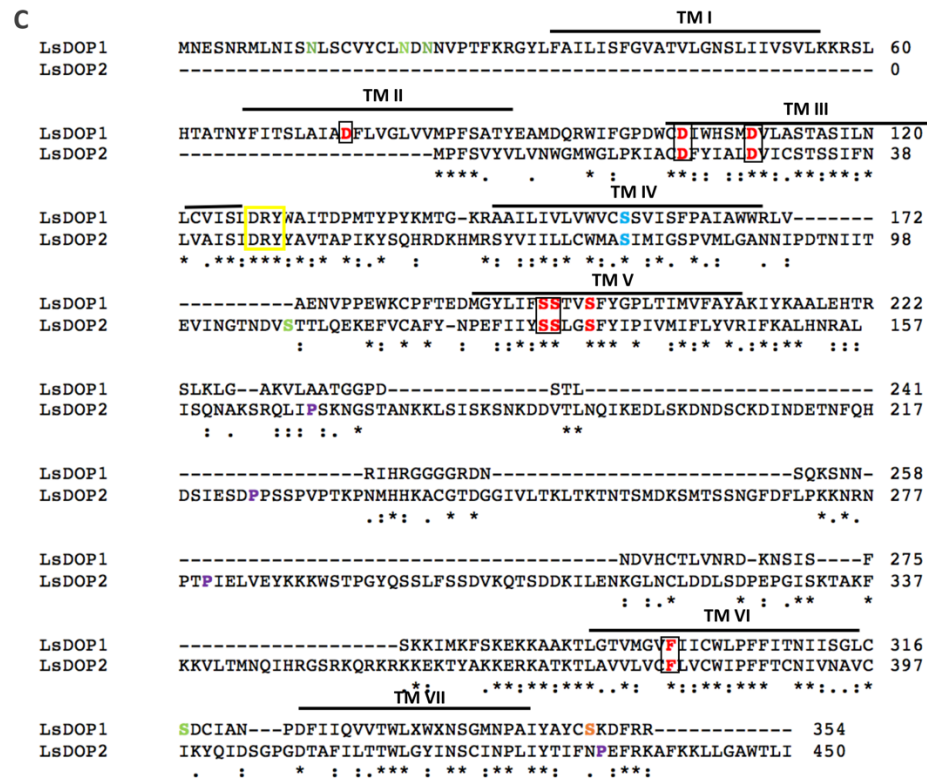 C
TM I
LsDOP1 MNESNRMLNISNLSCVYCLNDNNVPTFKRGYLFAILISFGVATVLGNSLIIVSVLKKRSL 60
LsDOP2 ------------------------------------------------------------ 0
TM II TM III
LsDOP1 HTATNYFITSLAIADFLVGLVVMPFSATYEAMDQRWIFGPDWCDIWHSMDVLASTASILN 120
LsDOP2 ----------------------MPFSVYVLVNWGMWGLPKIACDFYIALDVICSTSSIFN 38
****. . * * . *:: ::**:.**:**:*
TM IV
LsDOP1 LCVISLDRYWAITDPMTYPYKMTG-KRAAILIVLVWVCSSVISFPAIAWWRLV------- 172
LsDOP2 LVAISIDRYYAVTAPIKYSQHRDKHMRSYVIILLCWMASIMIGSPVMLGANNIPDTNIIT 98
* .**:***:*:* *:.* : *: :*::* *:.* :*. *.: . :
TM V
LsDOP1 ----------AENVPPEWKCPFTEDMGYLIFSSTVSFYGPLTIMVFAYAKIYKAALEHTR 222
LsDOP2 EVINGTNDVSTTLQEKEFVCAFY-NPEFIIYSSLGSFYIPIVMIFLYVRIFKALHNRAL 157
: *: * * : ::*:** *** *:.:*:* *.:*:** :::
LsDOP1 SLKLG--AKVLAATGGPD--------------STL------------------------- 241
LsDOP2 ISQNAKSRQLIPSKNGSTANKKLSISKSNKDDVTLNQIKEDLSKDNDSCKDINDETNFQH 217
: . ::: :.* **
LsDOP1 ----------------RIHRGGGGRDN--------------------------SQKSNN- 258
LsDOP2 DSIESDPPSSPVPTKPNMHHKACGTDGGIVLTKLTKTNTSMDKSMTSSNGFDFLPKKNRN 277
.:*: . * * *.*.
LsDOP1 --------------------------------------NDVHCTLVNRD-KNSIS----F 275
LsDOP2 PTPIELVEYKKKWSTPGYQSSLFSSDVKQTSDDKILENKGLNCLDDLSDPEPGISKTAKF 337
: :.* * : .** *
TM VI
LsDOP1 -------------------SKKIMKFSKEKKAAKTLGTVMGVFIICWLPFFITNIISGLC 316
LsDOP2 KKVLTMNQIHRGSRKQRKRKKEKTYAKKERKATKTLAVVLVCFLVCWIPFFTCNIVNAVC 397
.*: .**:**:***..*: *::**:*** **:..:*
TM VII
LsDOP1 SDCIAN---PDFIIQVVTWLXWXNSGMNPAIYAYCSKDFRR 354
LsDOP2 IKYQIDSGPGDTAFILTTWLGYINSCINPLIYTIFNPEFRKAFKKLLGAWTLI 450
. : * : :.*** : ** :** **: . :**: